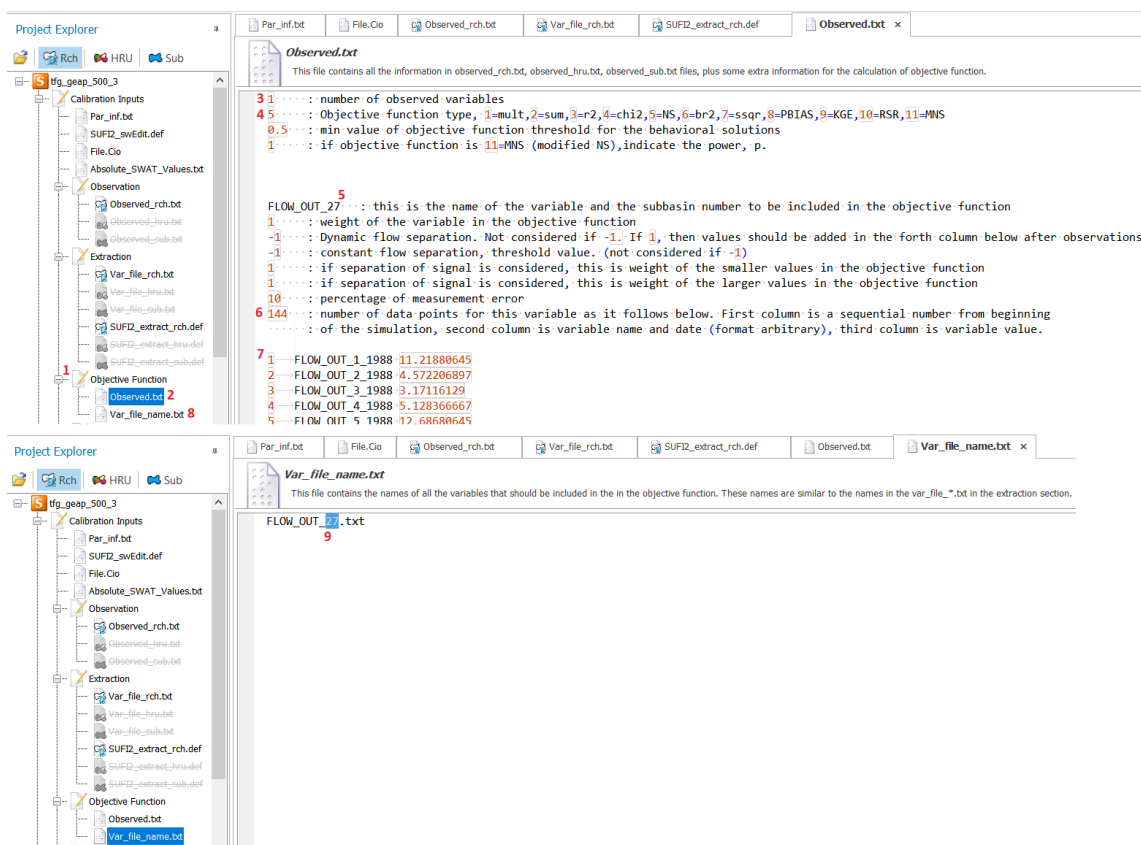 Project Explorer
Rch HRU Sub
tfg_geap_500_3
Calibration Inputs
Par_inf.txt
SUFI2_swEdit.def
File.Cio
Absolute_SWAT_Values.txt
Observation
Observed_rch.txt
Observed_hru.txt
Observed_sub.txt
Extraction
Var_file_rch.txt
Var_file_hru.txt
Var_file_sub.txt
SUFI2_extract_rch.def
SUFI2_extract_hru.def
SUFI2_extract_sub.def
1
Objective Function
Observed.txt 2
Var_file_name.txt 8
Par_inf.txt File.Cio Observed_rch.txt Var_file_rch.txt SUFI2_extract_rch.def Observed.txt ×
Observed.txt
This file contains all the information in observed_rch.txt, observed_hru.txt, observed_sub.txt files, plus some extra information for the calculation of objective function.
3 1 : number of observed variables
4 5 : Objective function type, 1=mult,2=sum,3=r2,4=chi2,5=NS,6=br2,7=ssqr,8=PBIAS,9=KGE,10=RSR,11=MNS
0.5 : min value of objective function threshold for the behavioral solutions
1 : if objective function is 11=MNS (modified NS),indicate the power, p.
5
FLOW_OUT_27 : this is the name of the variable and the subbasin number to be included in the objective function
1 : weight of the variable in the objective function
-1 : Dynamic flow separation. Not considered if -1. If 1, then values should be added in the forth column below after observations
-1 : constant flow separation, threshold value. (not considered if -1)
1 : if separation of signal is considered, this is weight of the smaller values in the objective function
1 : if separation of signal is considered, this is weight of the larger values in the objective function
10 : percentage of measurement error
6 144 : number of data points for this variable as it follows below. First column is a sequential number from beginning
: of the simulation, second column is variable name and date (format arbitrary), third column is variable value.
7 1 FLOW_OUT_1_1988 11.21880645
2 FLOW_OUT_2_1988 4.572206897
3 FLOW_OUT_3_1988 3.17116129
4 FLOW_OUT_4_1988 5.128366667
5 FLOW_OUT_5_1988 12.68680645
Project Explorer
Rch HRU Sub
tfg_geap_500_3
Calibration Inputs
Par_inf.txt
SUFI2_swEdit.def
File.Cio
Absolute_SWAT_Values.txt
Observation
Observed_rch.txt
Observed_hru.txt
Observed_sub.txt
Extraction
Var_file_rch.txt
Var_file_hru.txt
Var_file_sub.txt
SUFI2_extract_rch.def
SUFI2_extract_hru.def
SUFI2_extract_sub.def
Objective Function
Observed.txt
Var_file_name.txt
Par_inf.txt File.Cio Observed_rch.txt Var_file_rch.txt SUFI2_extract_rch.def Observed.txt Var_file_name.txt ×
Var_file_name.txt
This file contains the names of all the variables that should be included in the in the objective function. These names are similar to the names in the var_file_*.txt in the extraction section.
FLOW_OUT_27.txt
9